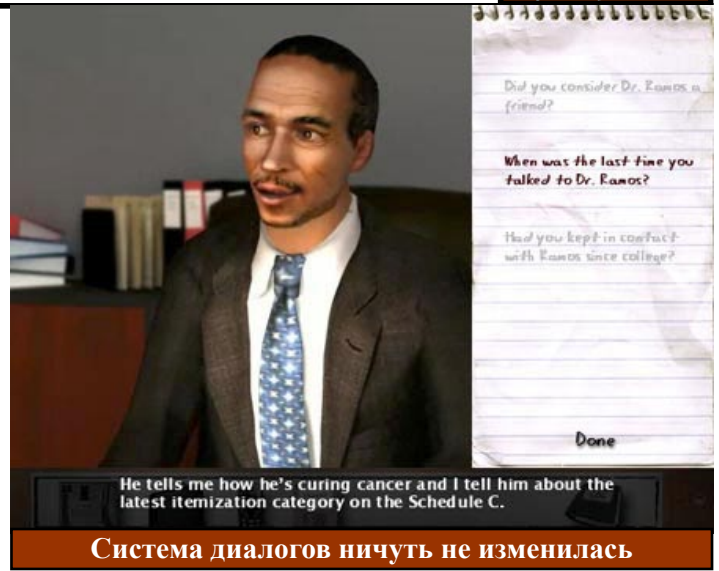 Did you consider Dr. Ramos a
friend?
When was the last time you
talked to Dr. Ramos?
Had you kept in contact
with Ramos since college?
Done
He tells me how he's curing cancer and I tell him about the
latest itemization category on the Schedule C.
Система диалогов ничуть не изменилась